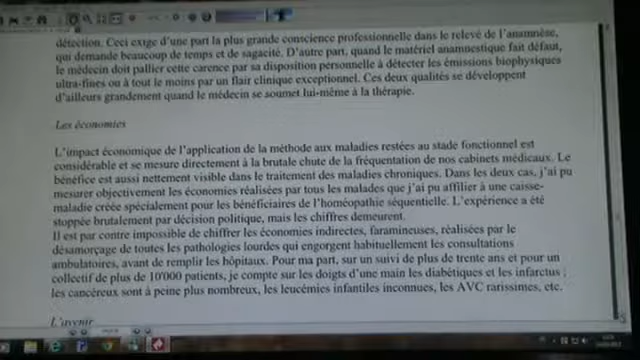 détection. Ceci exige d'une part la plus grande conscience professionnelle dans le relevé de l'anamnèse,
qui demande beaucoup de temps et de sagacité. D'autre part, quand le matériel anamnestique fait défaut,
le médecin doit pallier cette carence par sa disposition personnelle à détecter les émissions biophysiques
ultra-fines ou à tout le moins par un flair clinique exceptionnel. Ces deux qualités se développent
d'ailleurs grandement quand le médecin se soumet lui-même à la thérapie.
Les économies
L'impact économique de l'application de la méthode aux maladies restées au stade fonctionnel est
considérable et se mesure directement à la brutale chute de la fréquentation de nos cabinets médicaux. Le
bénéfice est aussi nettement visible dans le traitement des maladies chroniques. Dans les deux cas, j'ai pu
mesurer objectivement les économies réalisées par tous les malades que j'ai pu affilier à une caisse-
maladie créée spécialement pour les bénéficiaires de l'homéopathie séquentielle. L'expérience a été
stoppée brutalement par décision politique, mais les chiffres demeurent.
Il est par contre impossible de chiffrer les économies indirectes, faramineuses, réalisées par le
désamorçage de toutes les pathologies lourdes qui engorgent habituellement les consultations
ambulatoires, avant de remplir les hôpitaux. Pour ma part, sur un suivi de plus de trente ans et pour un
collectif de plus de 10'000 patients, je compte sur les doigts d'une main les diabétiques et les infarctus ;
les cancéreux sont à peine plus nombreux, les leucémies infantiles inconnues, les AVC rarissimes, etc.
L'avenir